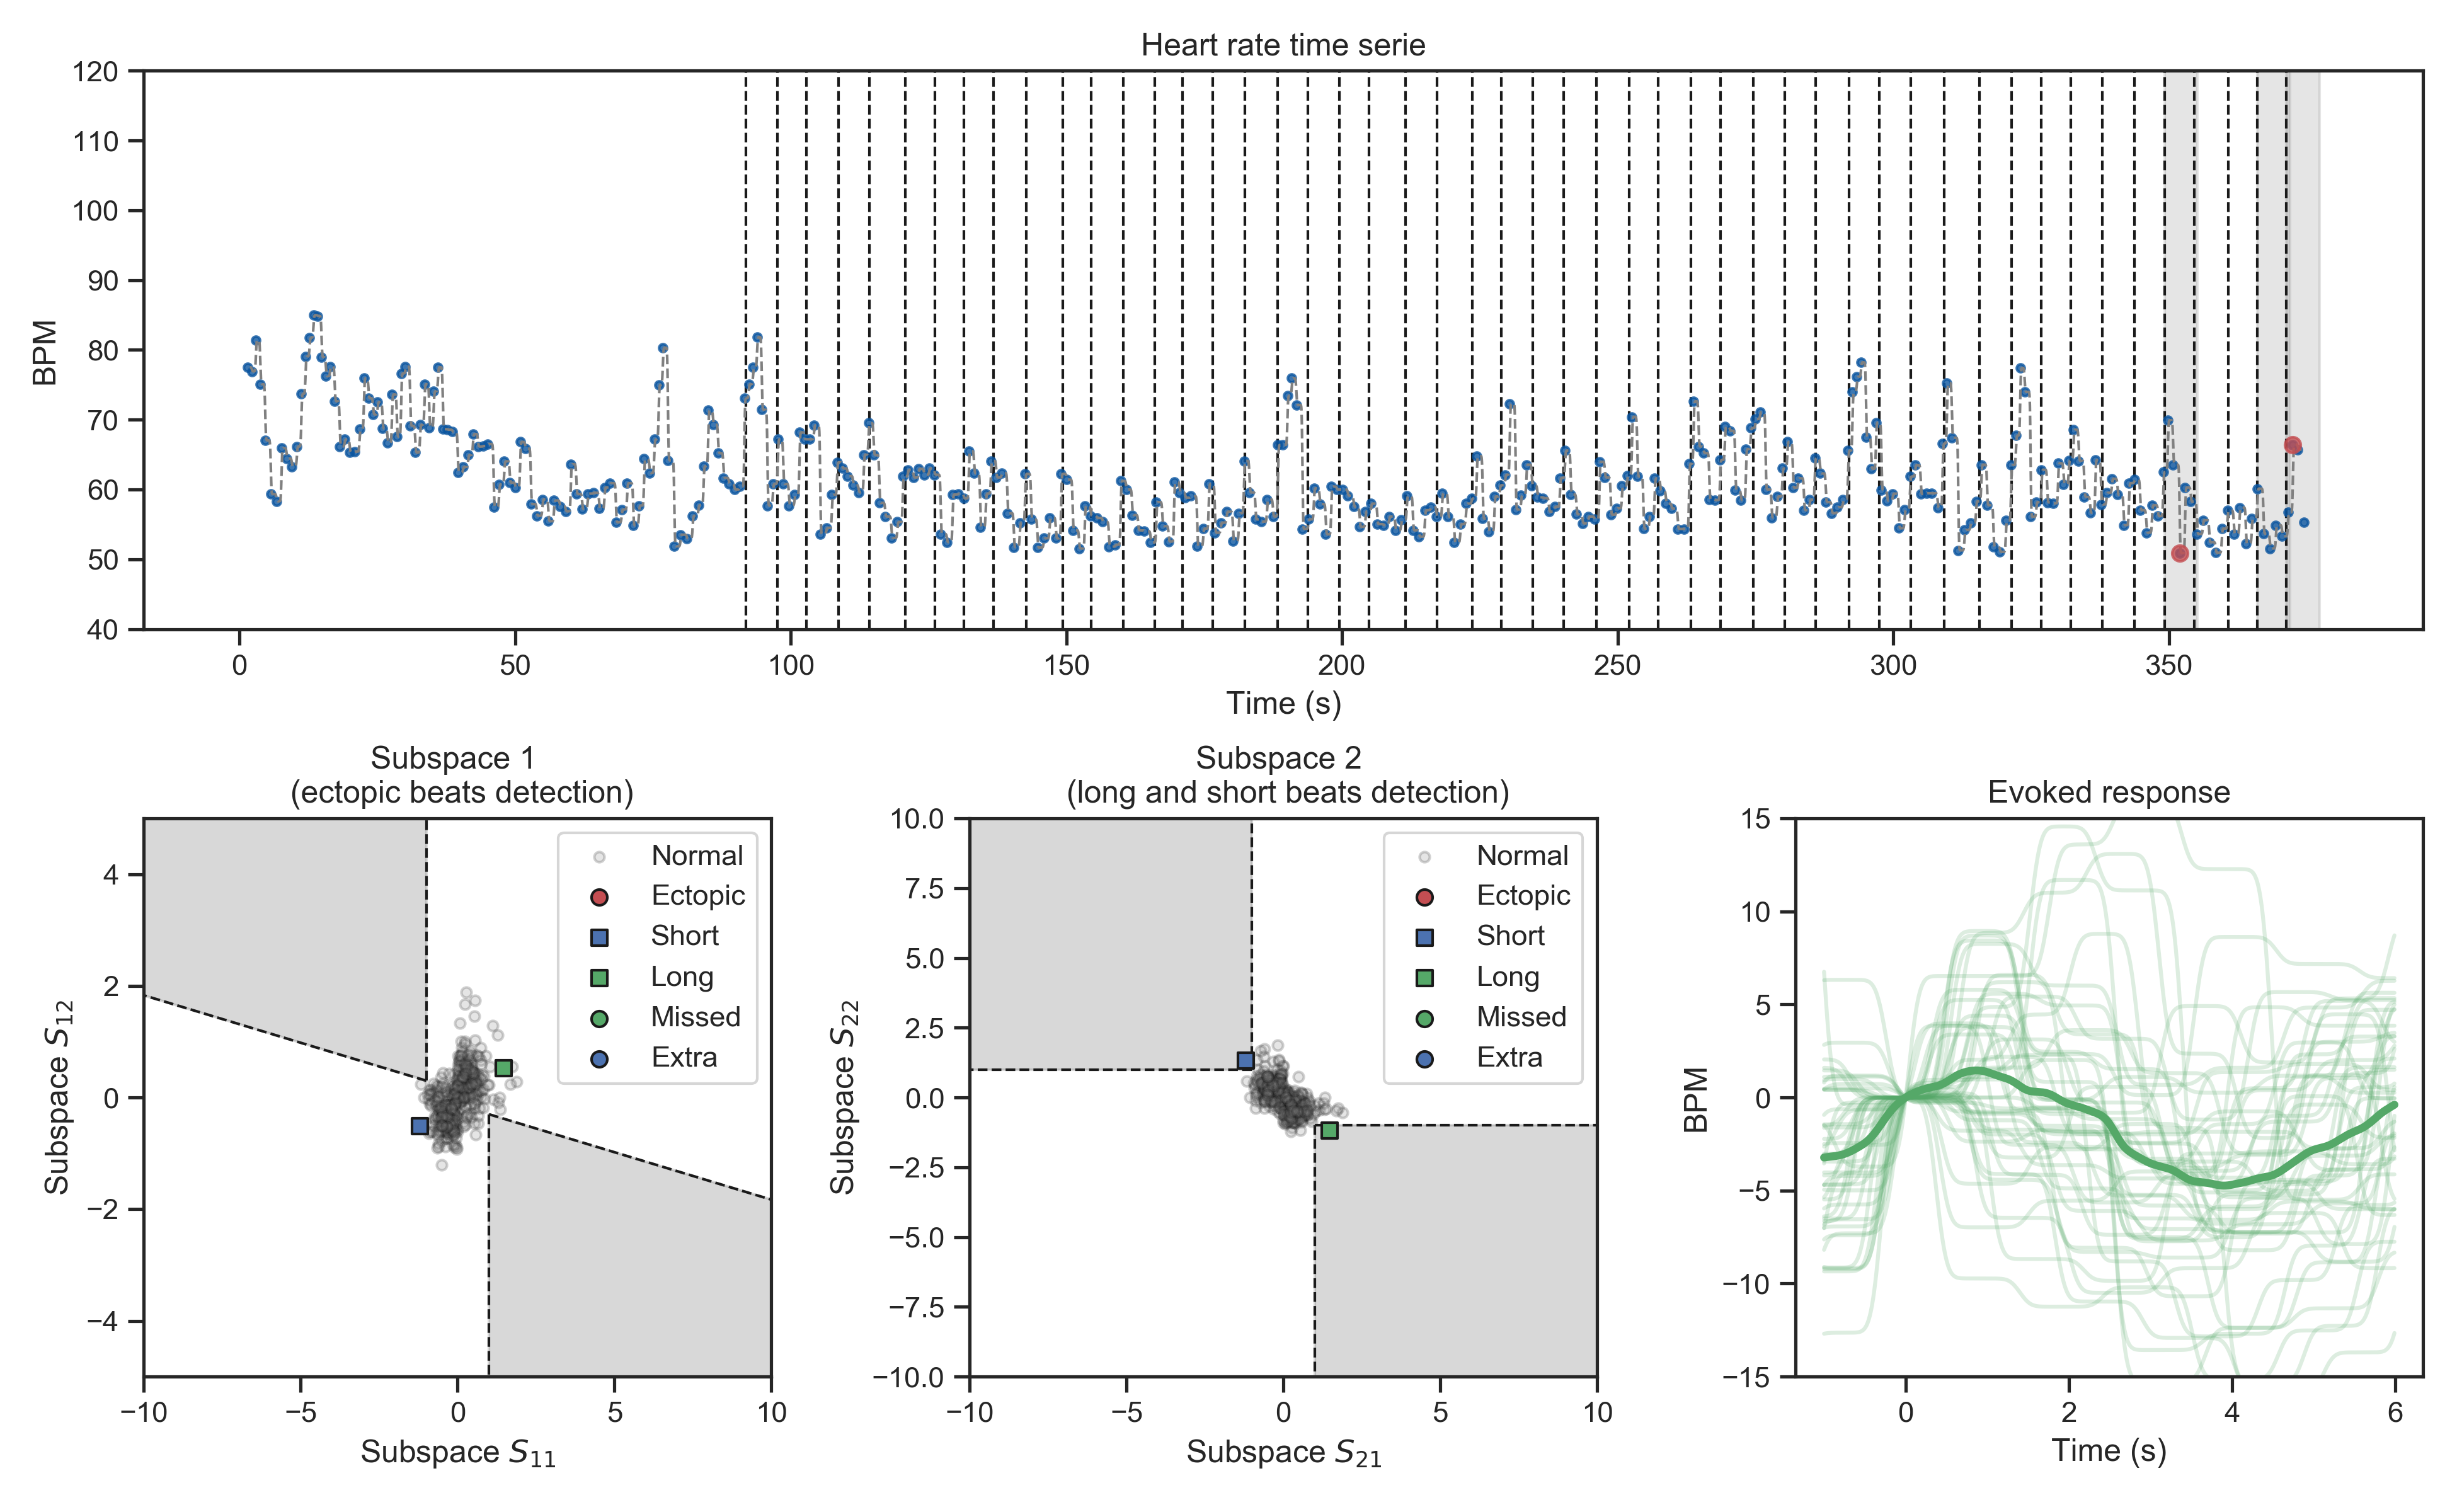 Heart rate time serie
120
110
100
90
80
70
60
50
40
BPM
0 50 100 150 200 250 300 350
Time (s)
Subspace 1
(ectopic beats detection)
4
2
0
−2
−4
Subspace S12
Normal
Ectopic
Short
Long
Missed
Extra
−10 −5 0 5 10
Subspace S11
Subspace 2
(long and short beats detection)
10.0
7.5
5.0
2.5
0.0
−2.5
−5.0
−7.5
−10.0
Subspace S22
Normal
Ectopic
Short
Long
Missed
Extra
−10 −5 0 5 10
Subspace S21
Evoked response
15
10
5
0
−5
−10
−15
BPM
0 2 4 6
Time (s)